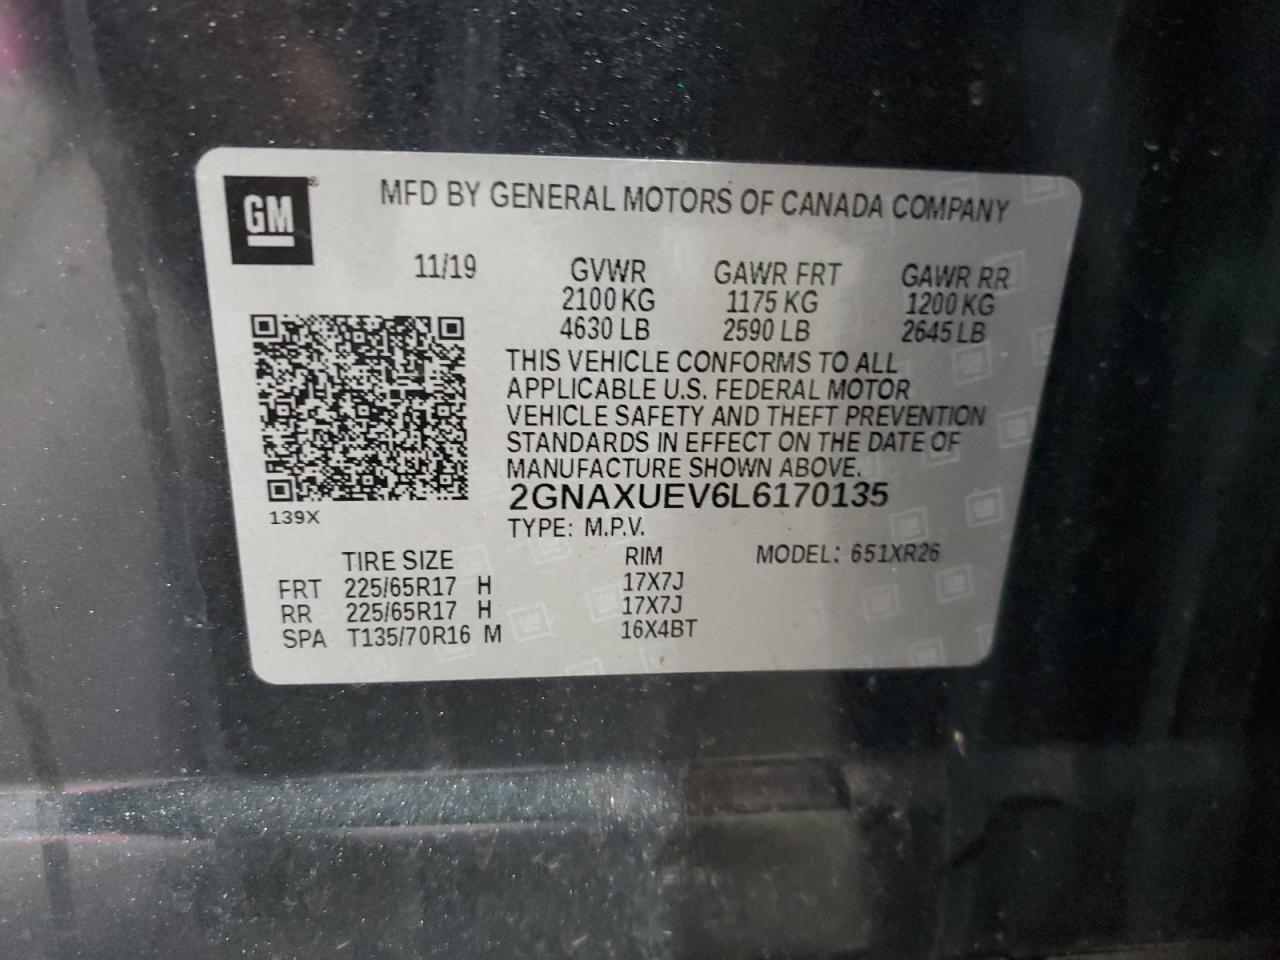 GM®
MFD BY GENERAL MOTORS OF CANADA COMPANY
11/19 GVWR GAWR FRT GAWR RR
2100 KG 1175 KG 1200 KG
4630 LB 2590 LB 2645 LB
THIS VEHICLE CONFORMS TO ALL
APPLICABLE U.S. FEDERAL MOTOR
VEHICLE SAFETY AND THEFT PREVENTION
STANDARDS IN EFFECT ON THE DATE OF
MANUFACTURE SHOWN ABOVE.
2GNAXUEV6L6170135
139X
TYPE: M.P.V.
TIRE SIZE RIM MODEL: 651XR26
FRT 225/65R17 H 17X7J
RR 225/65R17 H 17X7J
SPA T135/70R16 M 16X4BT